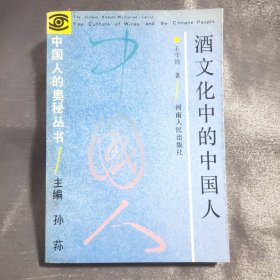 The Chinese Nation Mysteries Series
The Culture of Wines and the Chinese People
酒文化中的中国人
王守国 著
河南人民出版社
中国人的奥秘丛书
主编 孙荪
中国人